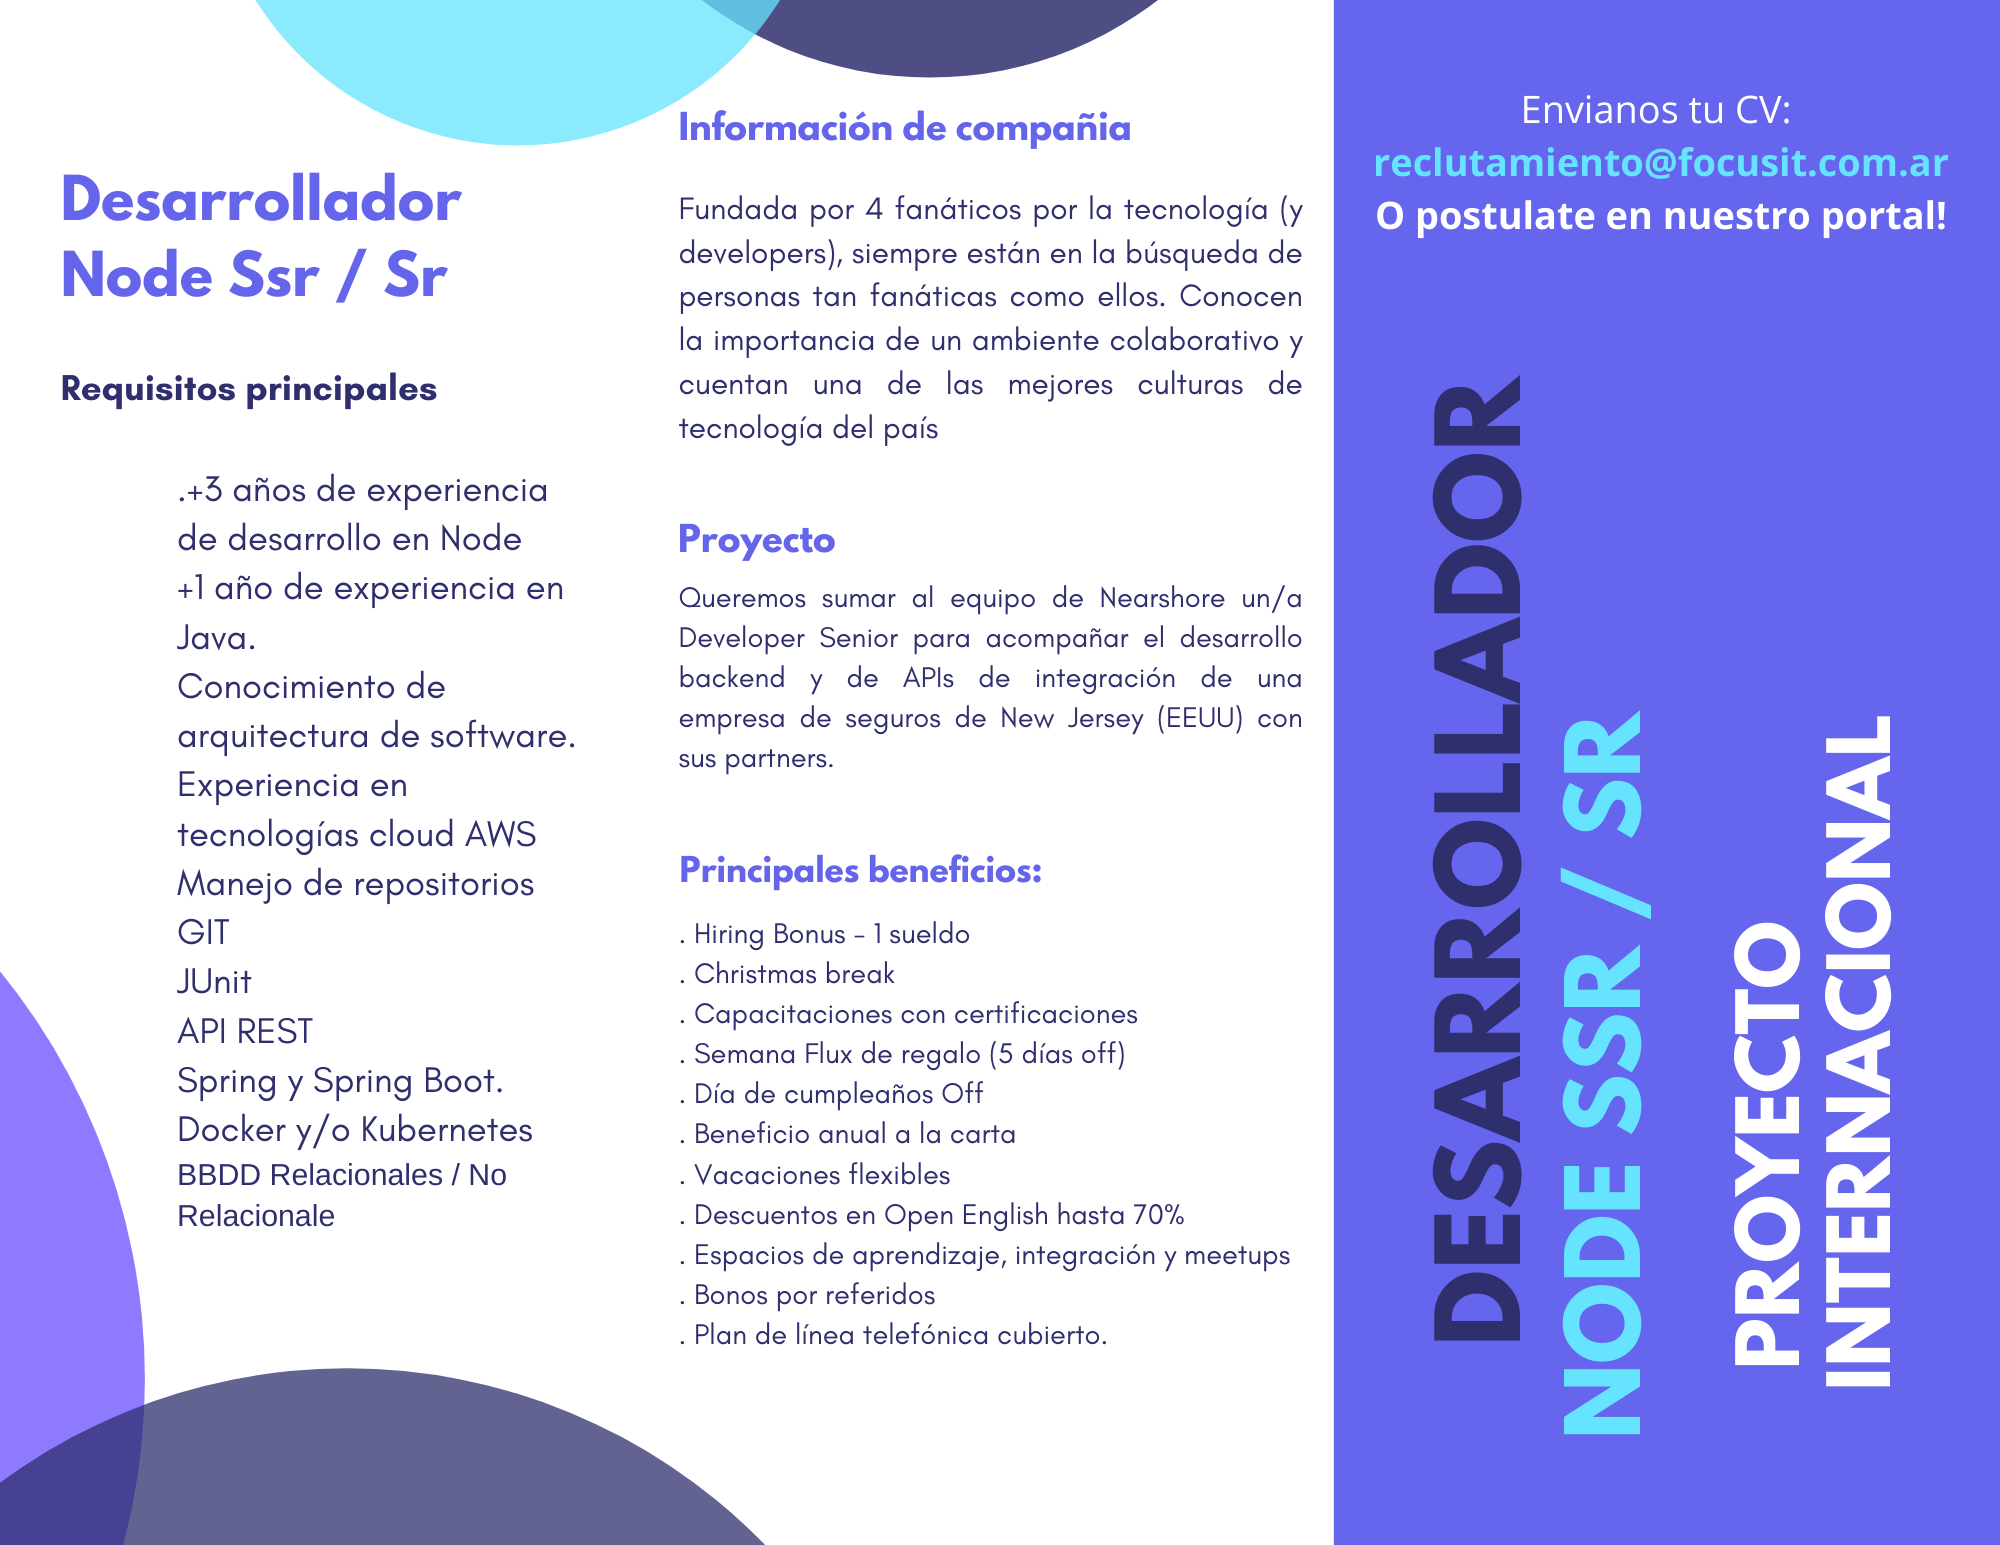 Desarrollador
Node Ssr / Sr
Requisitos principales
.+3 años de experiencia
de desarrollo en Node
+1 año de experiencia en
Java.
Conocimiento de
arquitectura de software.
Experiencia en
tecnologías cloud AWS
Manejo de repositorios
GIT
JUnit
API REST
Spring y Spring Boot.
Docker y/o Kubernetes
BBDD Relacionales / No
Relacionale
Información de compañia
Fundada por 4 fanáticos por la tecnología (y
developers), siempre están en la búsqueda de
personas tan fanáticas como ellos. Conocen
la importancia de un ambiente colaborativo y
cuentan una de las mejores culturas de
tecnología del país
Proyecto
Queremos sumar al equipo de Nearshore un/a
Developer Senior para acompañar el desarrollo
backend y de APIs de integración de una
empresa de seguros de New Jersey (EEUU) con
sus partners.
Principales beneficios:
. Hiring Bonus - 1 sueldo
. Christmas break
. Capacitaciones con certificaciones
. Semana Flux de regalo (5 días off)
. Día de cumpleaños Off
. Beneficio anual a la carta
. Vacaciones flexibles
. Descuentos en Open English hasta 70%
. Espacios de aprendizaje, integración y meetups
. Bonos por referidos
. Plan de línea telefónica cubierto.
Envianos tu CV:
reclutamiento@focusit.com.ar
O postulate en nuestro portal!
DESARROLLADOR
NODE SSR / SR
PROYECTO
INTERNACIONAL